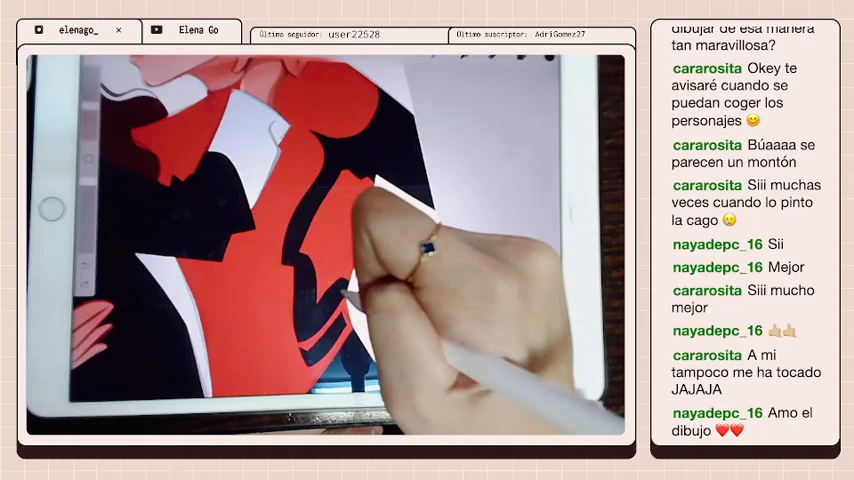 elenago_ ×
Elena Go
Último seguidor: user22528
Último suscriptor: AdriGomez27
dibujar de esa manera
tan maravillosa?
cararosita Okey te
avisaré cuando se
puedan coger los
personajes 😊
cararosita Búaaaa se
parecen un montón
cararosita Siii muchas
veces cuando lo pinto
la cago 🥲
nayadepc_16 Sii
nayadepc_16 Mejor
cararosita Siii mucho
mejor
nayadepc_16 👍🏼👍🏼
cararosita A mi
tampoco me ha tocado
JAJAJA
nayadepc_16 Amo el
dibujo ❤️❤️